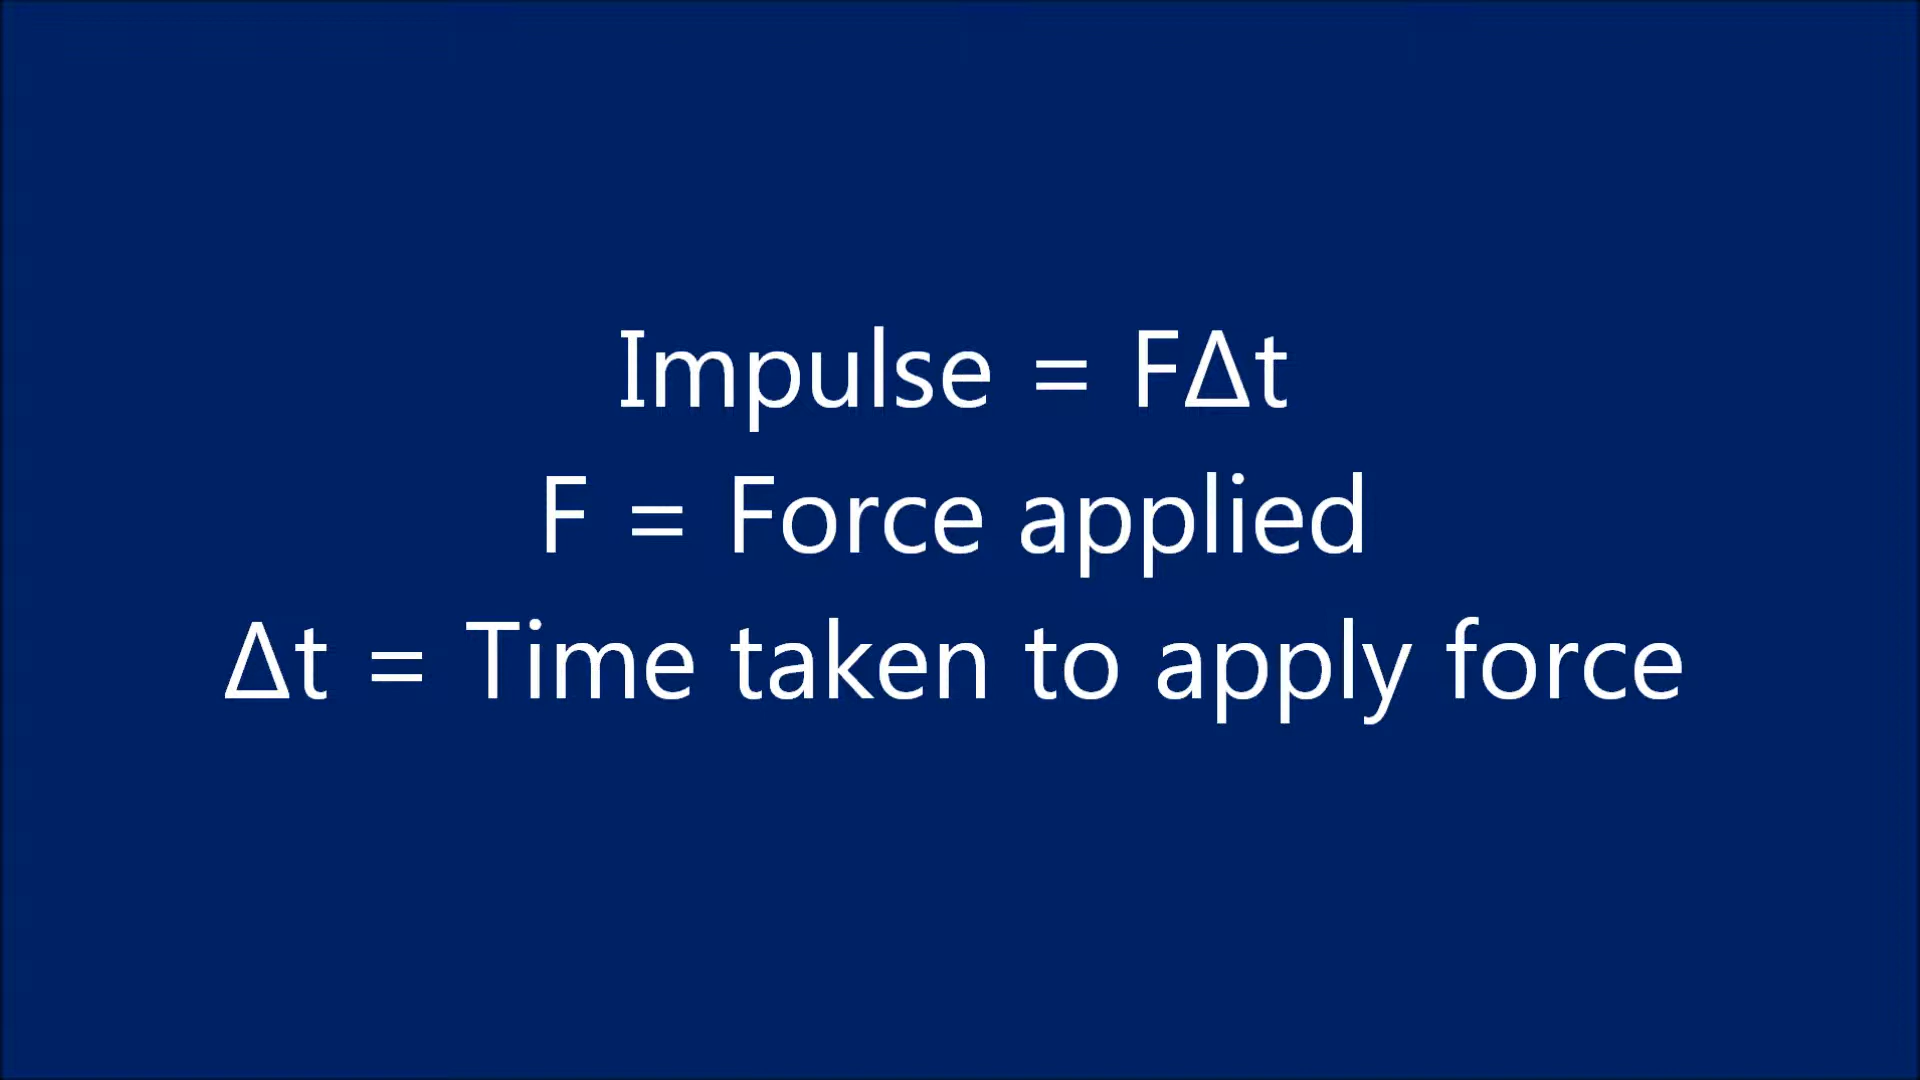 Impulse = FΔt
F = Force applied
Δt = Time taken to apply force